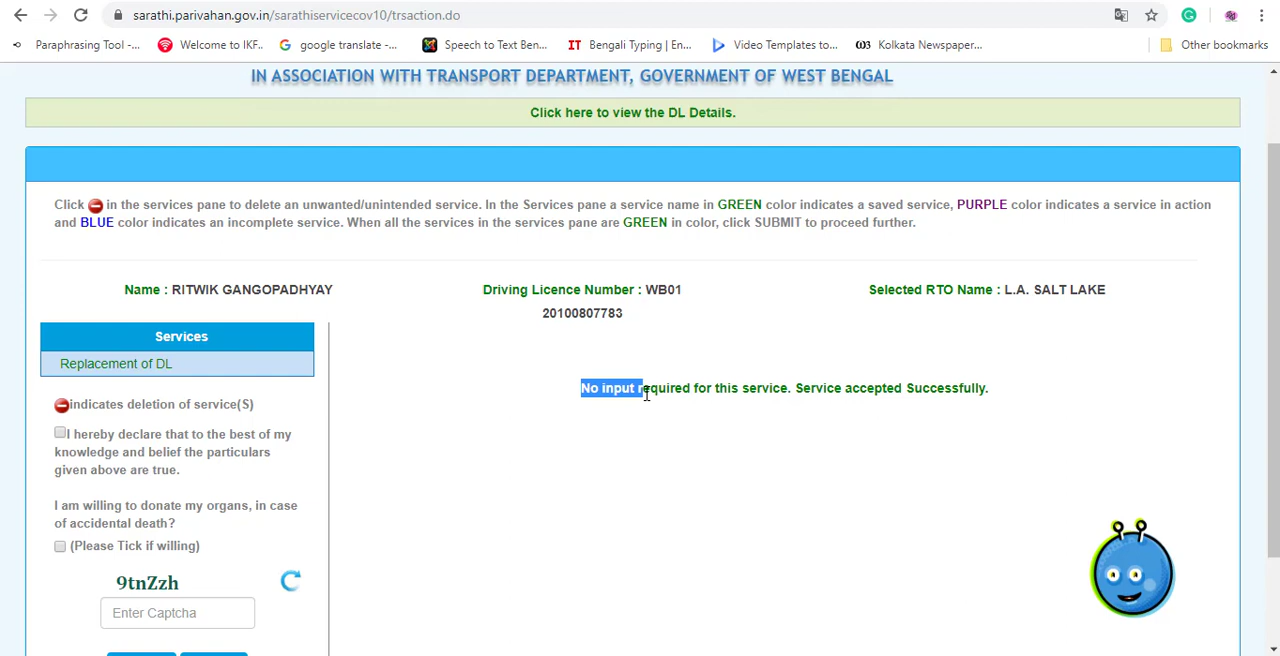 sarathi.parivahan.gov.in/sarathiservicecov10/trsaction.do
Paraphrasing Tool -... Welcome to IKF.. google translate -... Speech to Text Ben... IT Bengali Typing | En... Video Templates to... Kolkata Newspaper... Other bookmarks
IN ASSOCIATION WITH TRANSPORT DEPARTMENT, GOVERNMENT OF WEST BENGAL
Click here to view the DL Details.
Click in the services pane to delete an unwanted/unintended service. In the Services pane a service name in GREEN color indicates a saved service, PURPLE color indicates a service in action
and BLUE color indicates an incomplete service. When all the services in the services pane are GREEN in color, click SUBMIT to proceed further.
Name : RITWIK GANGOPADHYAY Driving Licence Number : WB01 Selected RTO Name : L.A. SALT LAKE
20100807783
Services
Replacement of DL
No input required for this service. Service accepted Successfully.
indicates deletion of service(S)
I hereby declare that to the best of my
knowledge and belief the particulars
given above are true.
I am willing to donate my organs, in case
of accidental death?
(Please Tick if willing)
9tnZzh
Enter Captcha